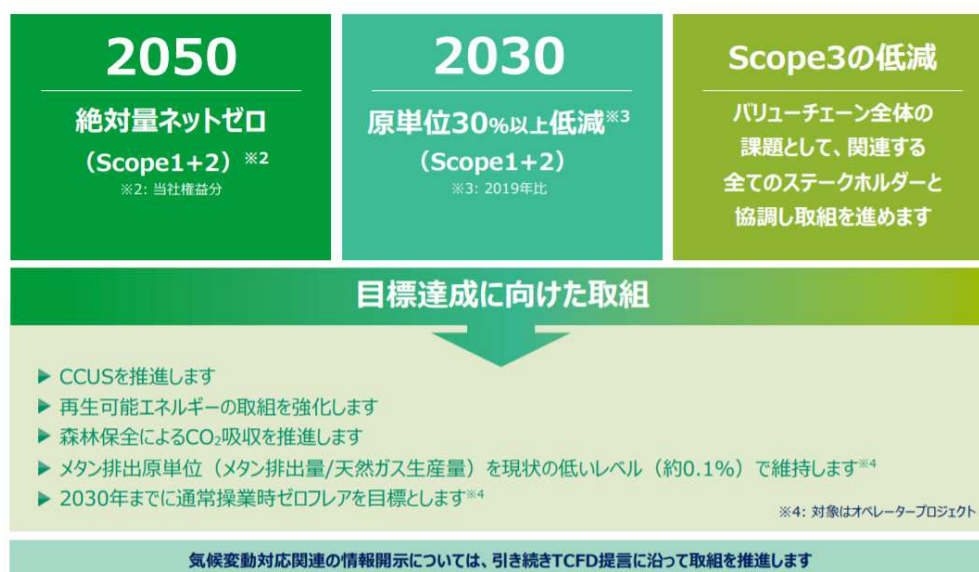 2050
絶対量ネットゼロ
（Scope1+2）※2
※2: 当社権益分
2030
原単位30%以上低減※3
（Scope1+2）
※3: 2019年比
Scope3の低減
バリューチェーン全体の
課題として、関連する
全てのステークホルダーと
協調し取組を進めます
目標達成に向けた取組
▶ CCUSを推進します
▶ 再生可能エネルギーの取組を強化します
▶ 森林保全によるCO₂吸収を推進します
▶ メタン排出原単位（メタン排出量/天然ガス生産量）を現状の低いレベル（約0.1%）で維持します※4
▶ 2030年までに通常操業時ゼロフレアを目標とします※4
※4: 対象はオペレータープロジェクト
気候変動対応関連の情報開示については、引き続きTCFD提言に沿って取組を推進します